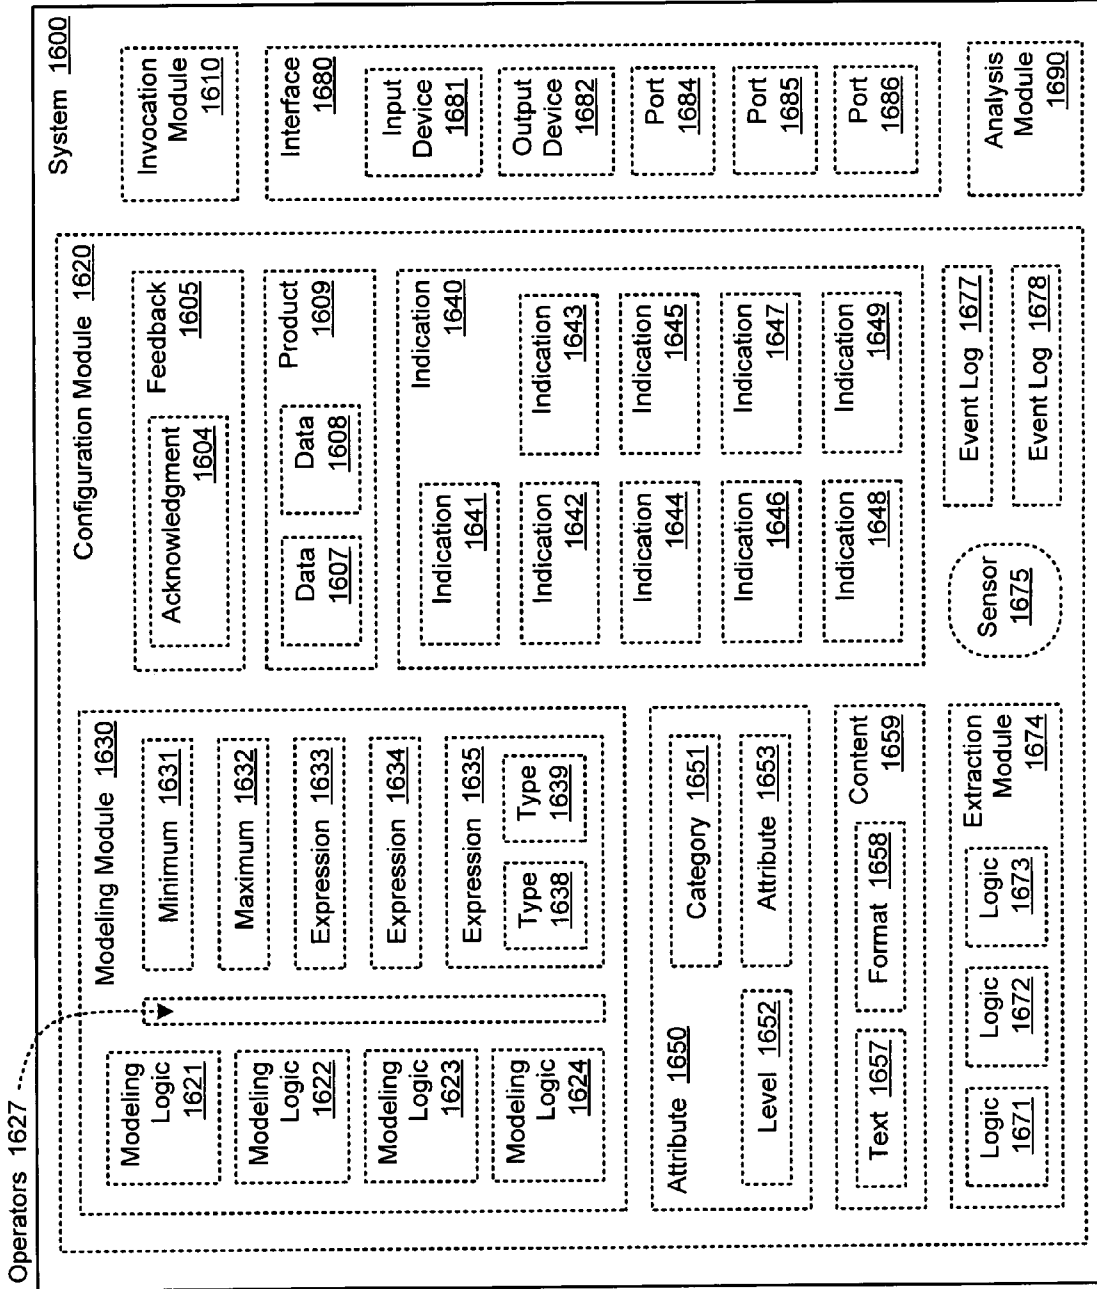 Operators 1627
System 1600
Configuration Module 1620
Modeling Module 1630
Modeling
Logic
1621
Modeling
Logic
1622
Modeling
Logic
1623
Modeling
Logic
1624
Minimum 1631
Maximum 1632
Expression 1633
Expression 1634
Expression 1635
Type
1638
Type
1639
Attribute 1650
Category 1651
Level 1652
Attribute 1653
Content
1659
Text 1657
Format 1658
Extraction
Module
1674
Logic
1671
Logic
1672
Logic
1673
Feedback
1605
Acknowledgment
1604
Product
1609
Data
1607
Data
1608
Indication
1640
Indication
1641
Indication
1642
Indication
1643
Indication
1644
Indication
1645
Indication
1646
Indication
1647
Indication
1648
Indication
1649
Sensor
1675
Event Log 1677
Event Log 1678
Invocation
Module
1610
Interface
1680
Input
Device
1681
Output
Device
1682
Port
1684
Port
1685
Port
1686
Analysis
Module
1690